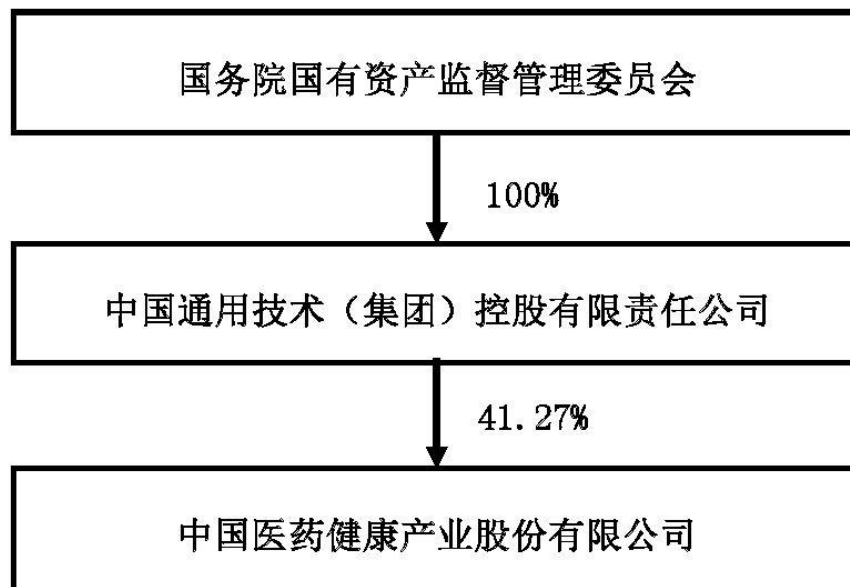 国务院国有资产监督管理委员会
100%
中国通用技术（集团）控股有限责任公司
41.27%
中国医药健康产业股份有限公司